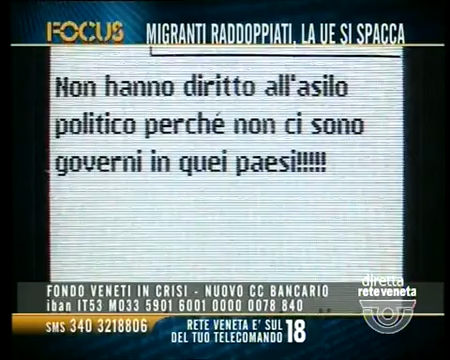 FOCUS
MIGRANTI RADDOPPIATI, LA UE SI SPACCA
Non hanno diritto all'asilo
politico perché non ci sono
governi in quei paesi!!!!!
FONDO VENETI IN CRISI - NUOVO CC BANCARIO
iban IT53 M033 5901 6001 0000 0078 840
diretta
reteveneta
SMS 340 3218806
RETE VENETA E' SUL
DEL TUO TELECOMANDO 18